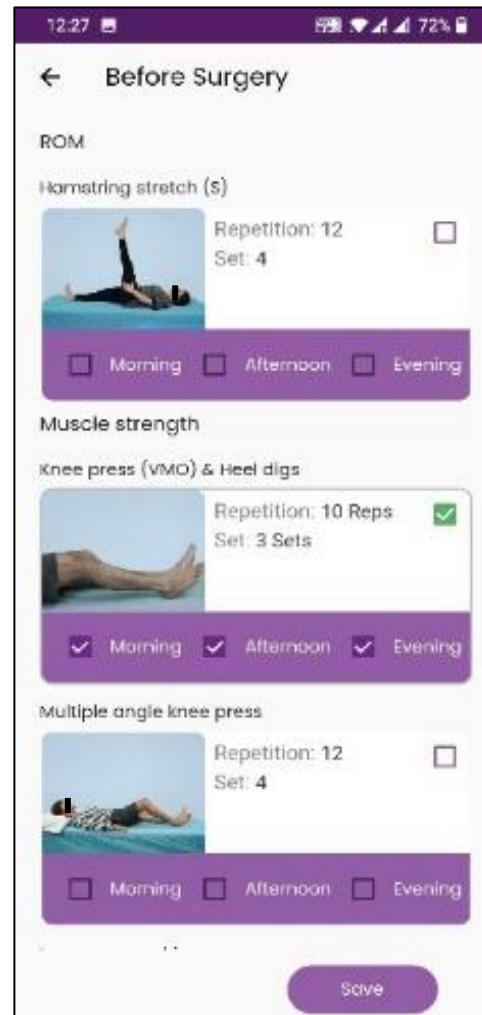 12:27 72%
← Before Surgery
ROM
Hamstring stretch (S)
Repetition: 12
Set: 4
Morning Afternoon Evening
Muscle strength
Knee press (VMO) & Heel digs
Repetition: 10 Reps
Set: 3 Sets
Morning Afternoon Evening
Multiple angle knee press
Repetition: 12
Set: 4
Morning Afternoon Evening
Save